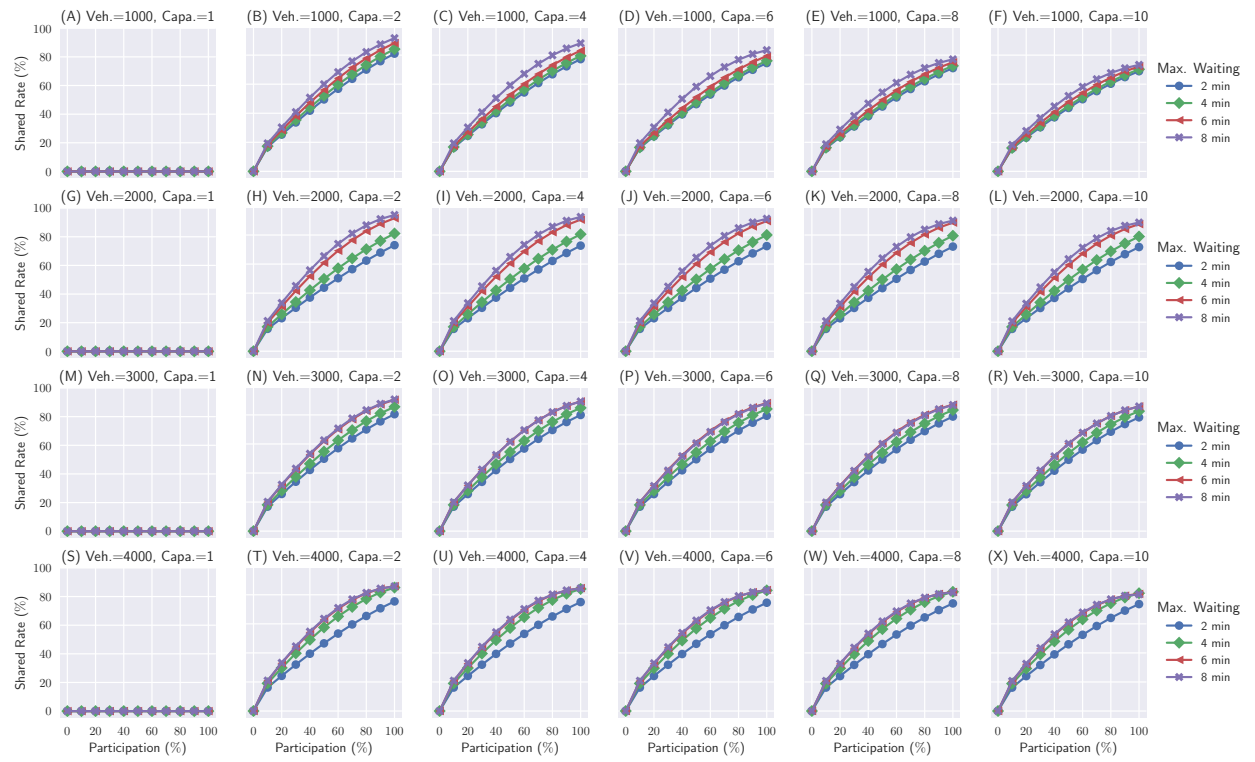 (A) Veh.=1000, Capa.=1
(B) Veh.=1000, Capa.=2
(C) Veh.=1000, Capa.=4
(D) Veh.=1000, Capa.=6
(E) Veh.=1000, Capa.=8
(F) Veh.=1000, Capa.=10
100
80
60
40
20
0
Shared Rate (%)
Max. Waiting
2 min
4 min
6 min
8 min
(G) Veh.=2000, Capa.=1
(H) Veh.=2000, Capa.=2
(I) Veh.=2000, Capa.=4
(J) Veh.=2000, Capa.=6
(K) Veh.=2000, Capa.=8
(L) Veh.=2000, Capa.=10
100
80
60
40
20
0
Shared Rate (%)
Max. Waiting
2 min
4 min
6 min
8 min
(M) Veh.=3000, Capa.=1
(N) Veh.=3000, Capa.=2
(O) Veh.=3000, Capa.=4
(P) Veh.=3000, Capa.=6
(Q) Veh.=3000, Capa.=8
(R) Veh.=3000, Capa.=10
100
80
60
40
20
0
Shared Rate (%)
Max. Waiting
2 min
4 min
6 min
8 min
(S) Veh.=4000, Capa.=1
(T) Veh.=4000, Capa.=2
(U) Veh.=4000, Capa.=4
(V) Veh.=4000, Capa.=6
(W) Veh.=4000, Capa.=8
(X) Veh.=4000, Capa.=10
100
80
60
40
20
0
Shared Rate (%)
Max. Waiting
2 min
4 min
6 min
8 min
0 20 40 60 80 100
0 20 40 60 80 100
0 20 40 60 80 100
0 20 40 60 80 100
0 20 40 60 80 100
0 20 40 60 80 100
Participation (%)
Participation (%)
Participation (%)
Participation (%)
Participation (%)
Participation (%)